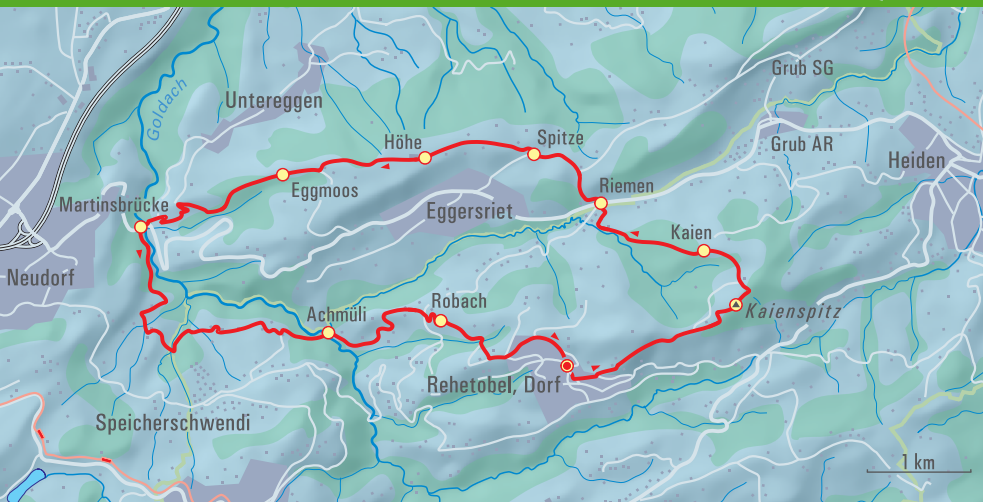 Grub SG
Goldach
Untereggen
Höhe
Spitze
Grub AR
Heiden
Eggmoos
Riemen
Martinsbrücke
Eggersriet
Kaien
Neudorf
Robach
Kaienspitz
Achmüli
Rehetobel, Dorf
Speicherschwendi
1 km